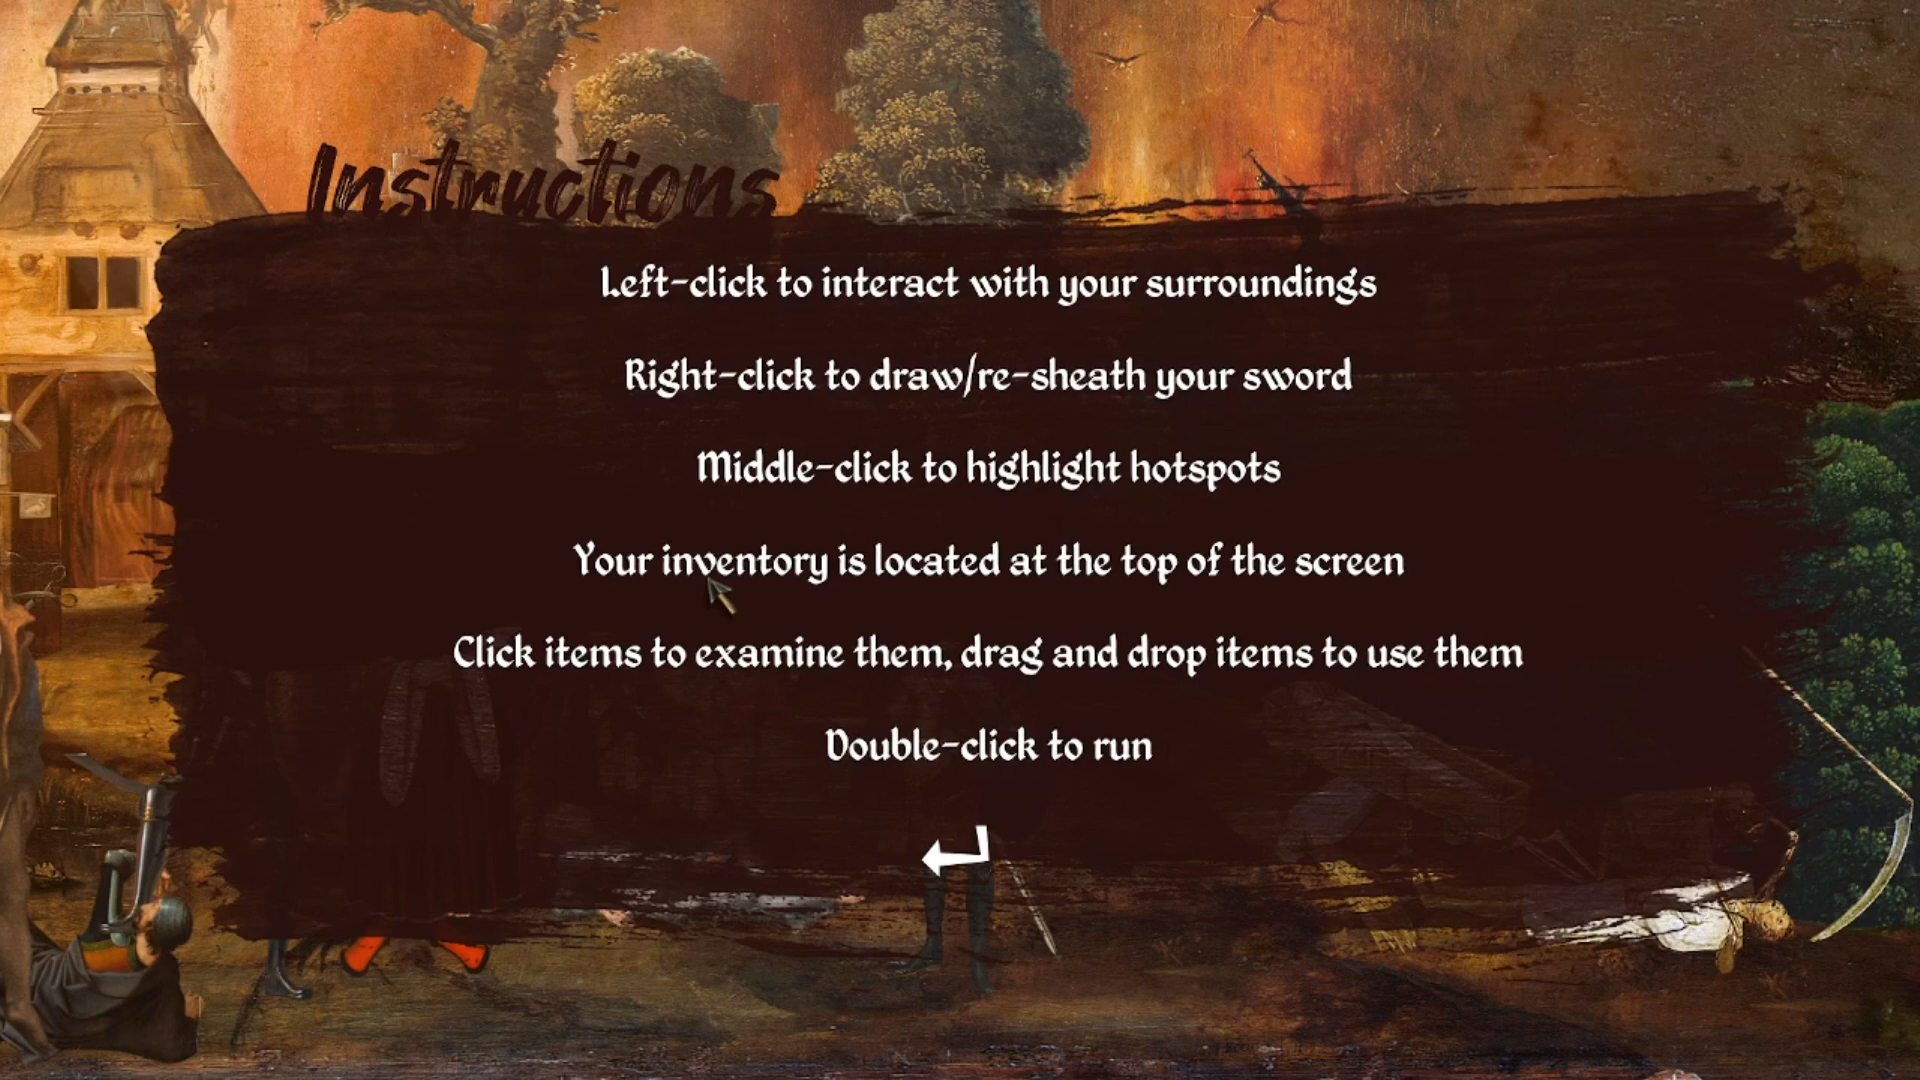 Instructions
Left-click to interact with your surroundings
Right-click to draw/re-sheath your sword
Middle-click to highlight hotspots
Your inventory is located at the top of the screen
Click items to examine them, drag and drop items to use them
Double-click to run